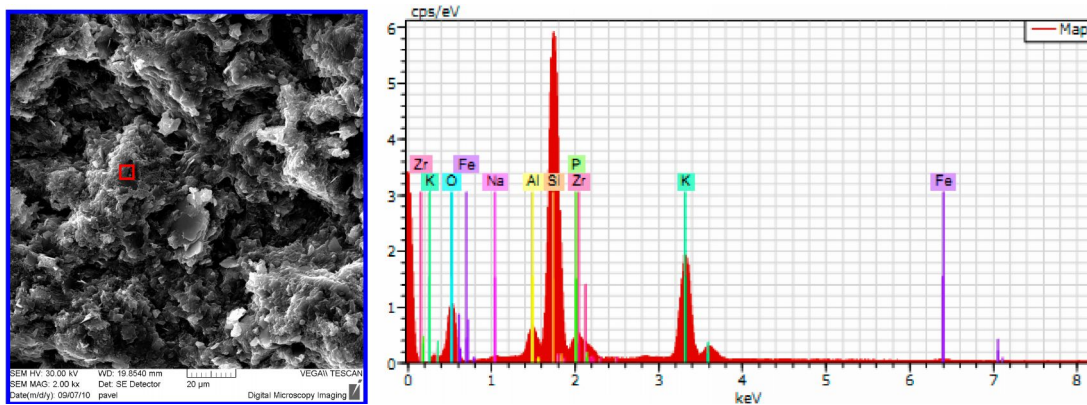 SEM HV: 30.00 kV WD: 19.8540 mm VEGA\\ TESCAN
SEM MAG: 2.00 kx Det: SE Detector 20 µm
Date(m/d/y): 09/07/10 pavel Digital Microscopy Imaging
cps/eV
Map
6
5
4
3
2
1
0
Zr Fe P
K O Na Al Si Zr K Fe
0 1 2 3 4 5 6 7 8
keV